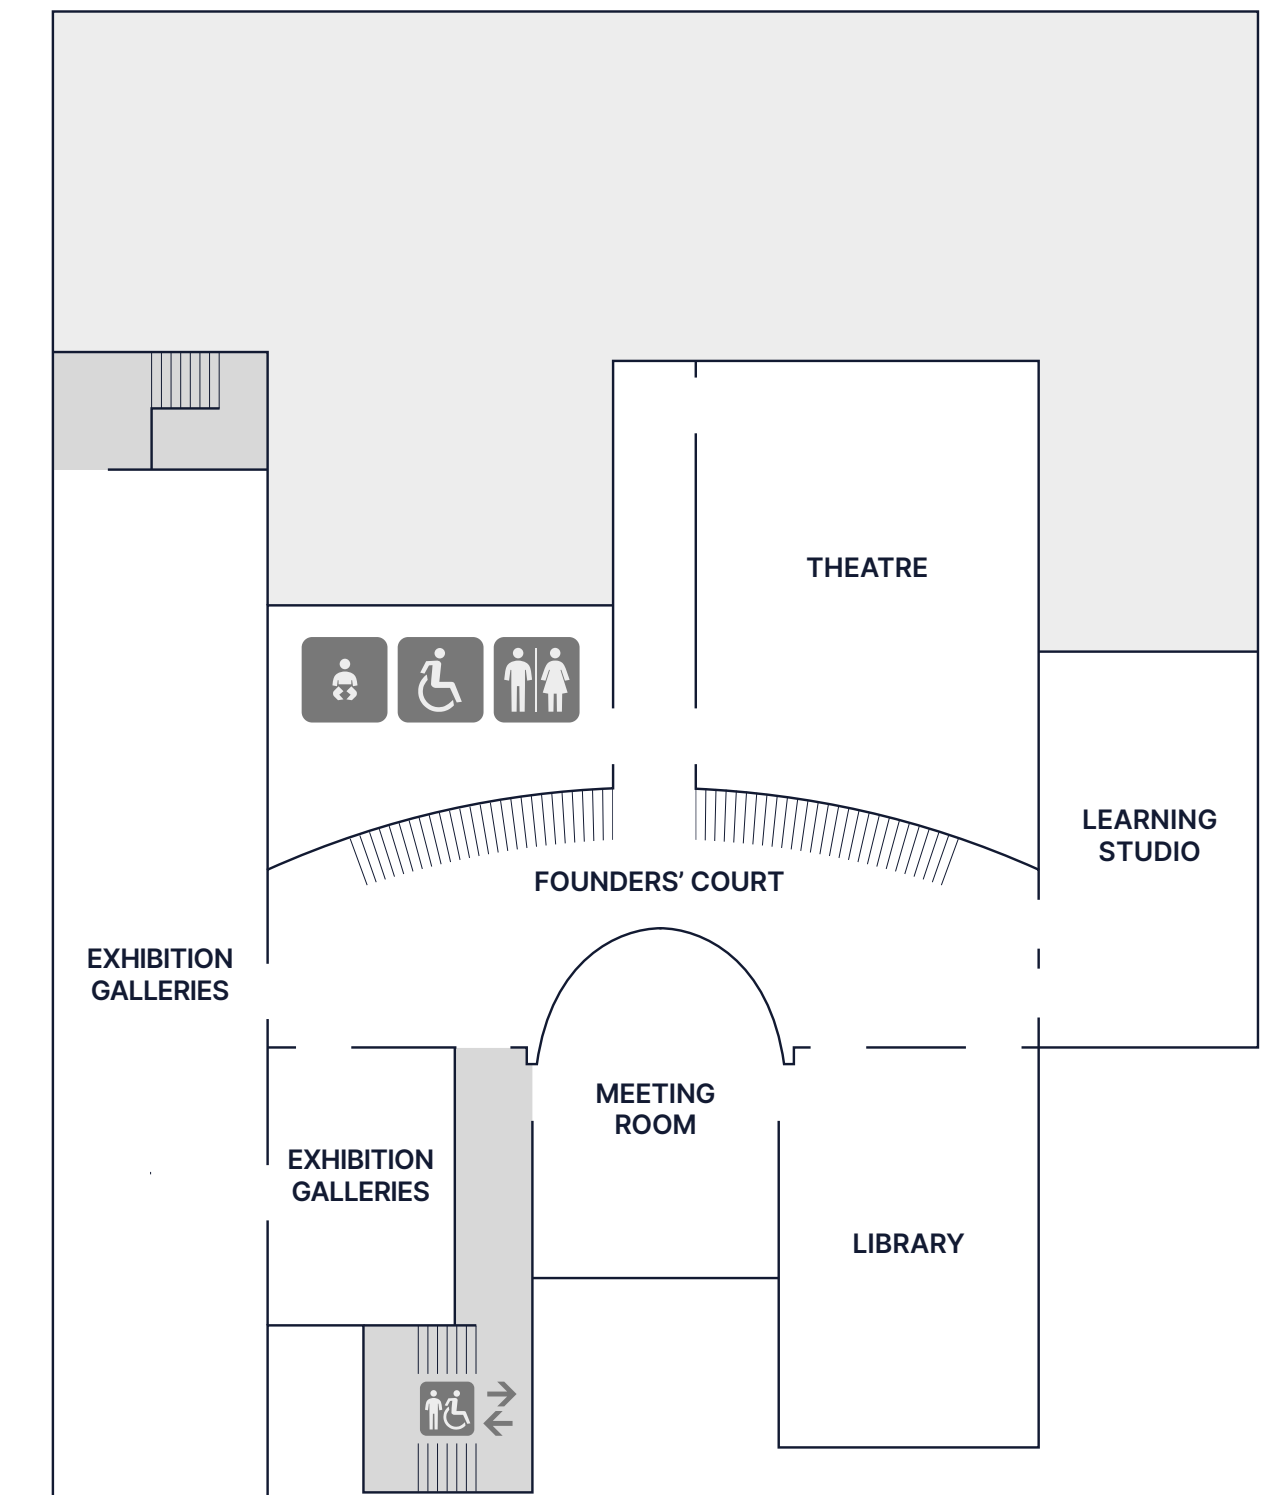 THEATRE
LEARNING
STUDIO
FOUNDERS’ COURT
EXHIBITION
GALLERIES
MEETING
ROOM
EXHIBITION
GALLERIES
LIBRARY